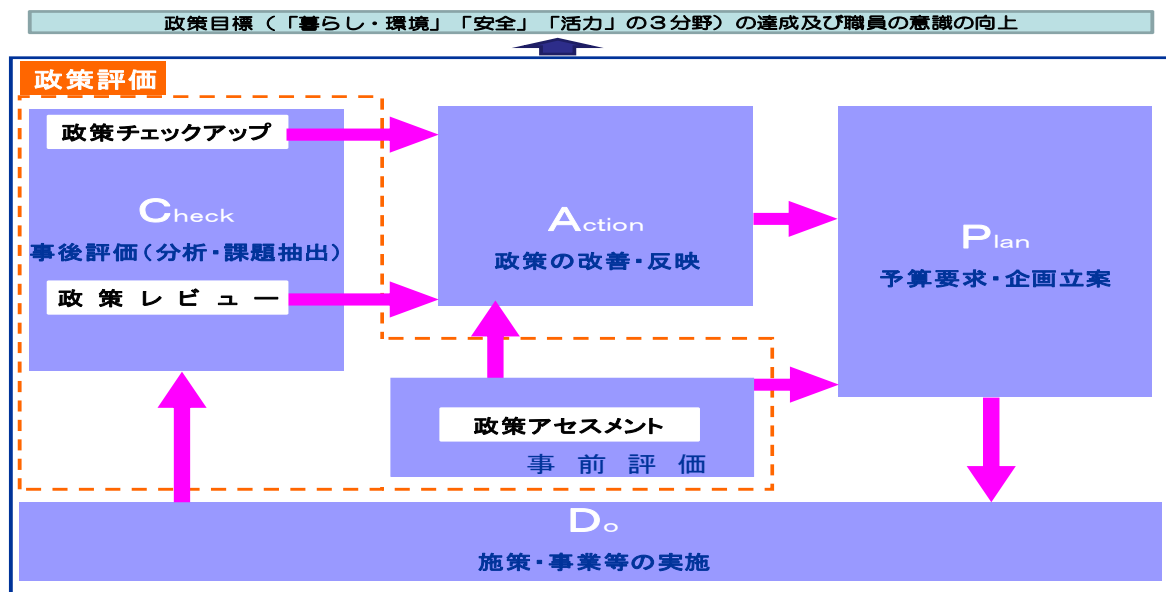 政策目標（「暮らし・環境」「安全」「活力」の３分野）の達成及び職員の意識の向上
政策評価
政策チェックアップ
Check
事後評価（分析・課題抽出）
政策レビュー
Action
政策の改善・反映
Plan
予算要求・企画立案
政策アセスメント
事前評価
Do
施策・事業等の実施